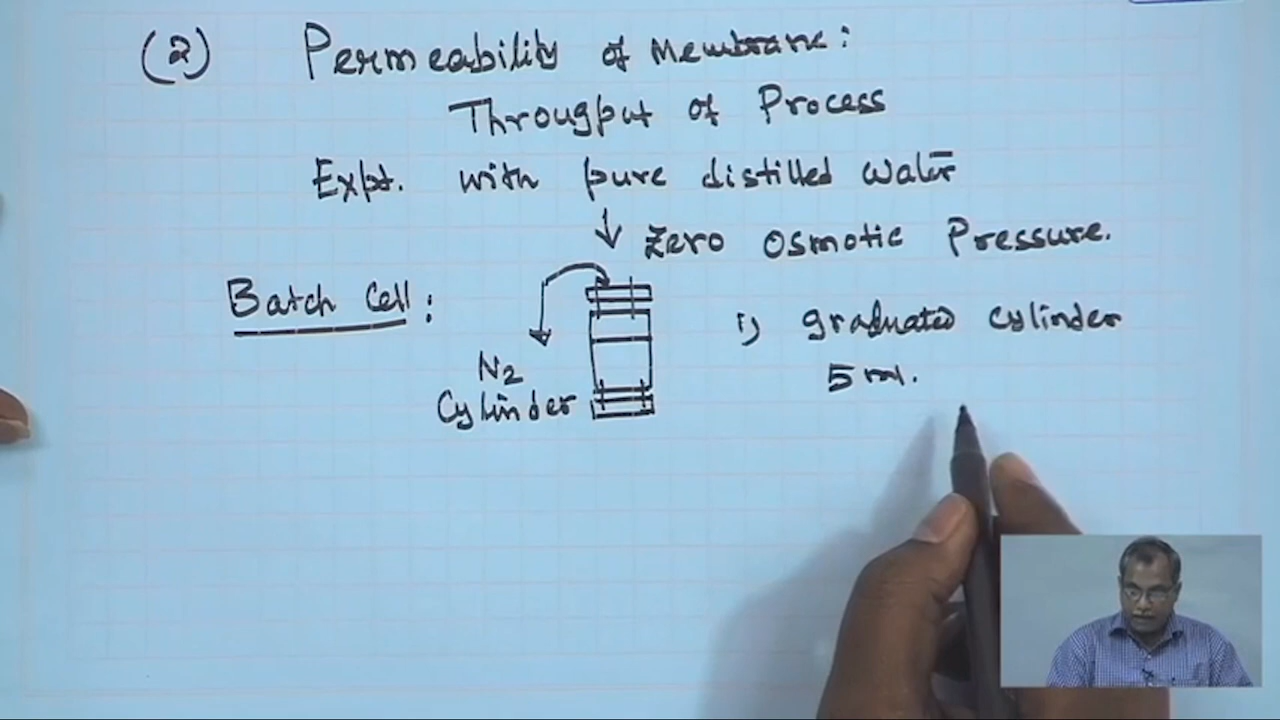 (2) Permeability of Membrane:
Througput of Process
Expt. with pure distilled water
↓ Zero Osmotic Pressure.
Batch Cell:
N2
Cylinder
i) graduated cylinder
5 ml.